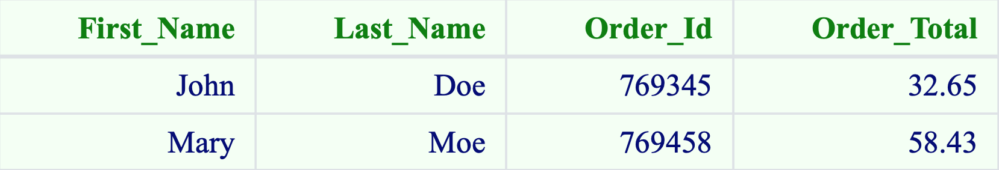 First_Name Last_Name Order_Id Order_Total
John Doe 769345 32.65
Mary Moe 769458 58.43